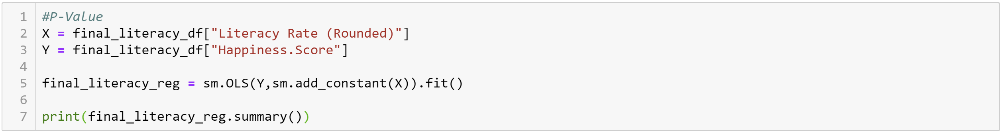 1 #P-Value
2 X = final_literacy_df["Literacy Rate (Rounded)"]
3 Y = final_literacy_df["Happiness.Score"]
4
5 final_literacy_reg = sm.OLS(Y,sm.add_constant(X)).fit()
6
7 print(final_literacy_reg.summary())